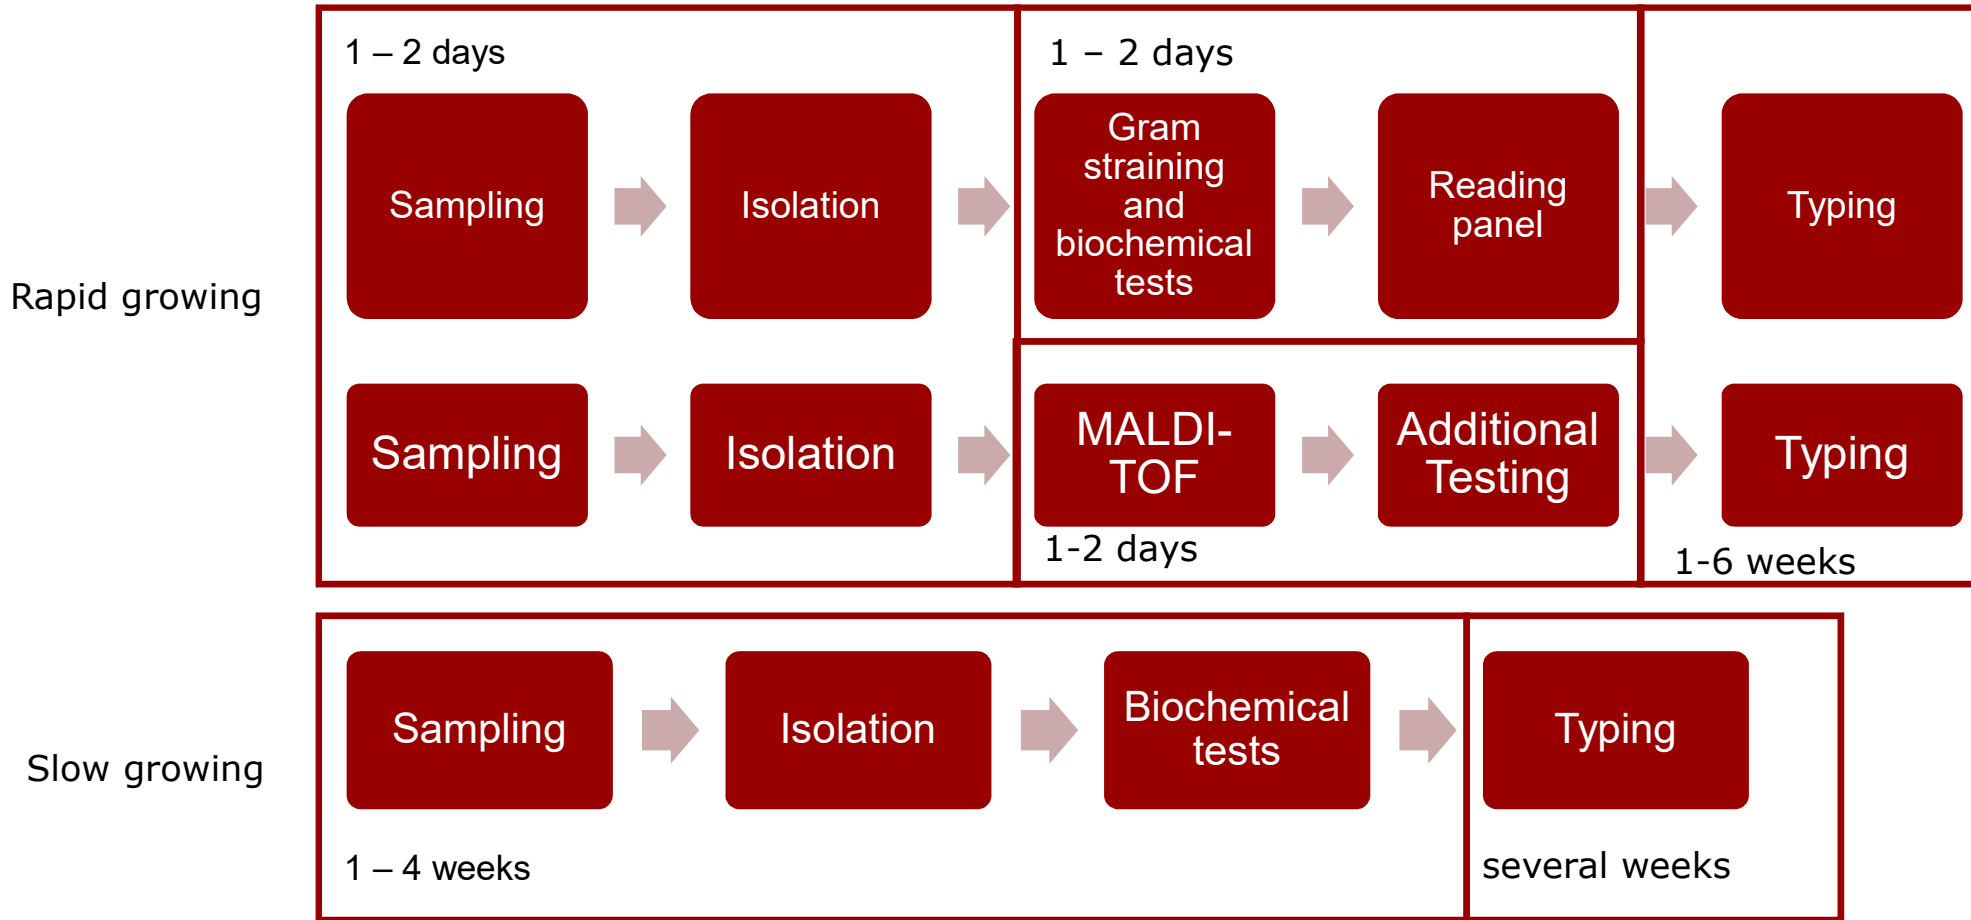 1 – 2 days
1 – 2 days
Sampling
Isolation
Gram
straining
and
biochemical
tests
Reading
panel
Typing
Rapid growing
Sampling
Isolation
MALDI-
TOF
Additional
Testing
Typing
1-2 days
1-6 weeks
Sampling
Isolation
Biochemical
tests
Typing
Slow growing
1 – 4 weeks
several weeks